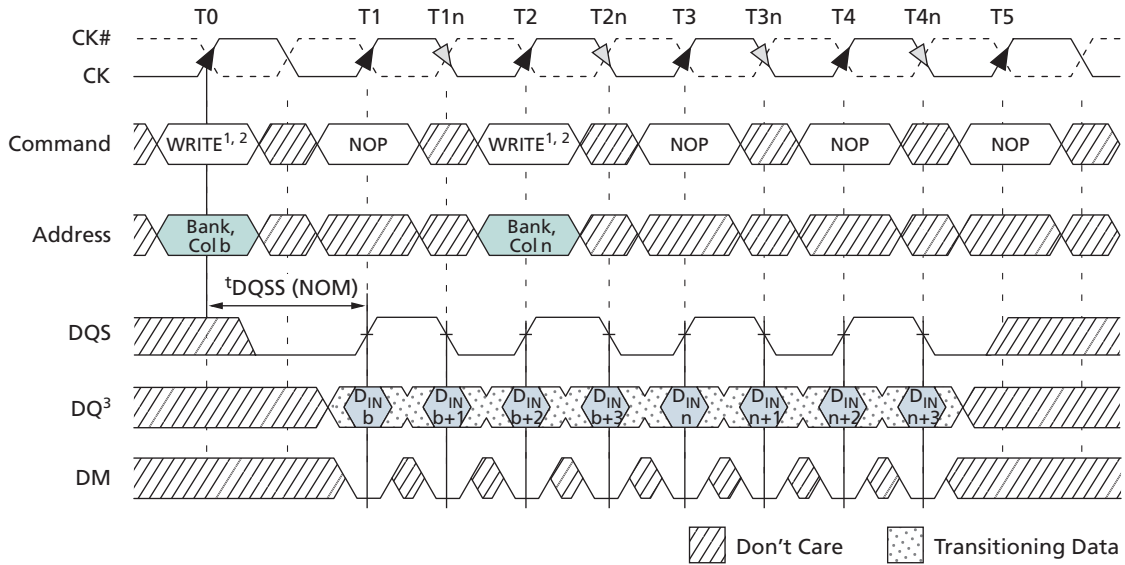 T0 T1 T1n T2 T2n T3 T3n T4 T4n T5
CK#
CK
Command WRITE1, 2 NOP WRITE1, 2 NOP NOP NOP
Address Bank, Col b Bank, Col n
tDQSS (NOM)
DQS
DQ3 DIN b DIN b+1 DIN b+2 DIN b+3 DIN n DIN n+1 DIN n+2 DIN n+3
DM
Don't Care Transitioning Data